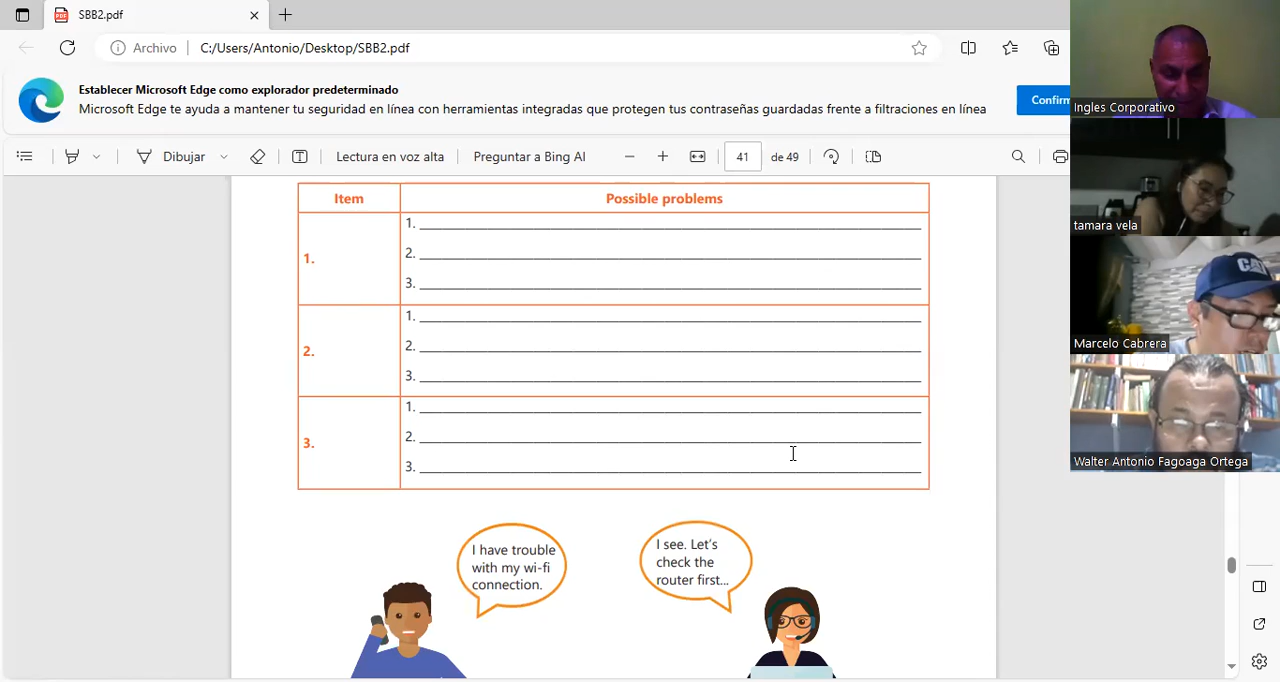 SBB2.pdf
Archivo C:/Users/Antonio/Desktop/SBB2.pdf
Establecer Microsoft Edge como explorador predeterminado
Microsoft Edge te ayuda a mantener tu seguridad en línea con herramientas integradas que protegen tus contraseñas guardadas frente a filtraciones en línea
Confirm
Dibujar Lectura en voz alta Preguntar a Bing AI 41 de 49
Item Possible problems
1.
1.
2.
3.
2.
1.
2.
3.
3.
1.
2.
3.
I have trouble
with my wi-fi
connection.
I see. Let's
check the
router first...
Ingles Corporativo
tamara vela
CAT
Marcelo Cabrera
Walter Antonio Fagoaga Ortega